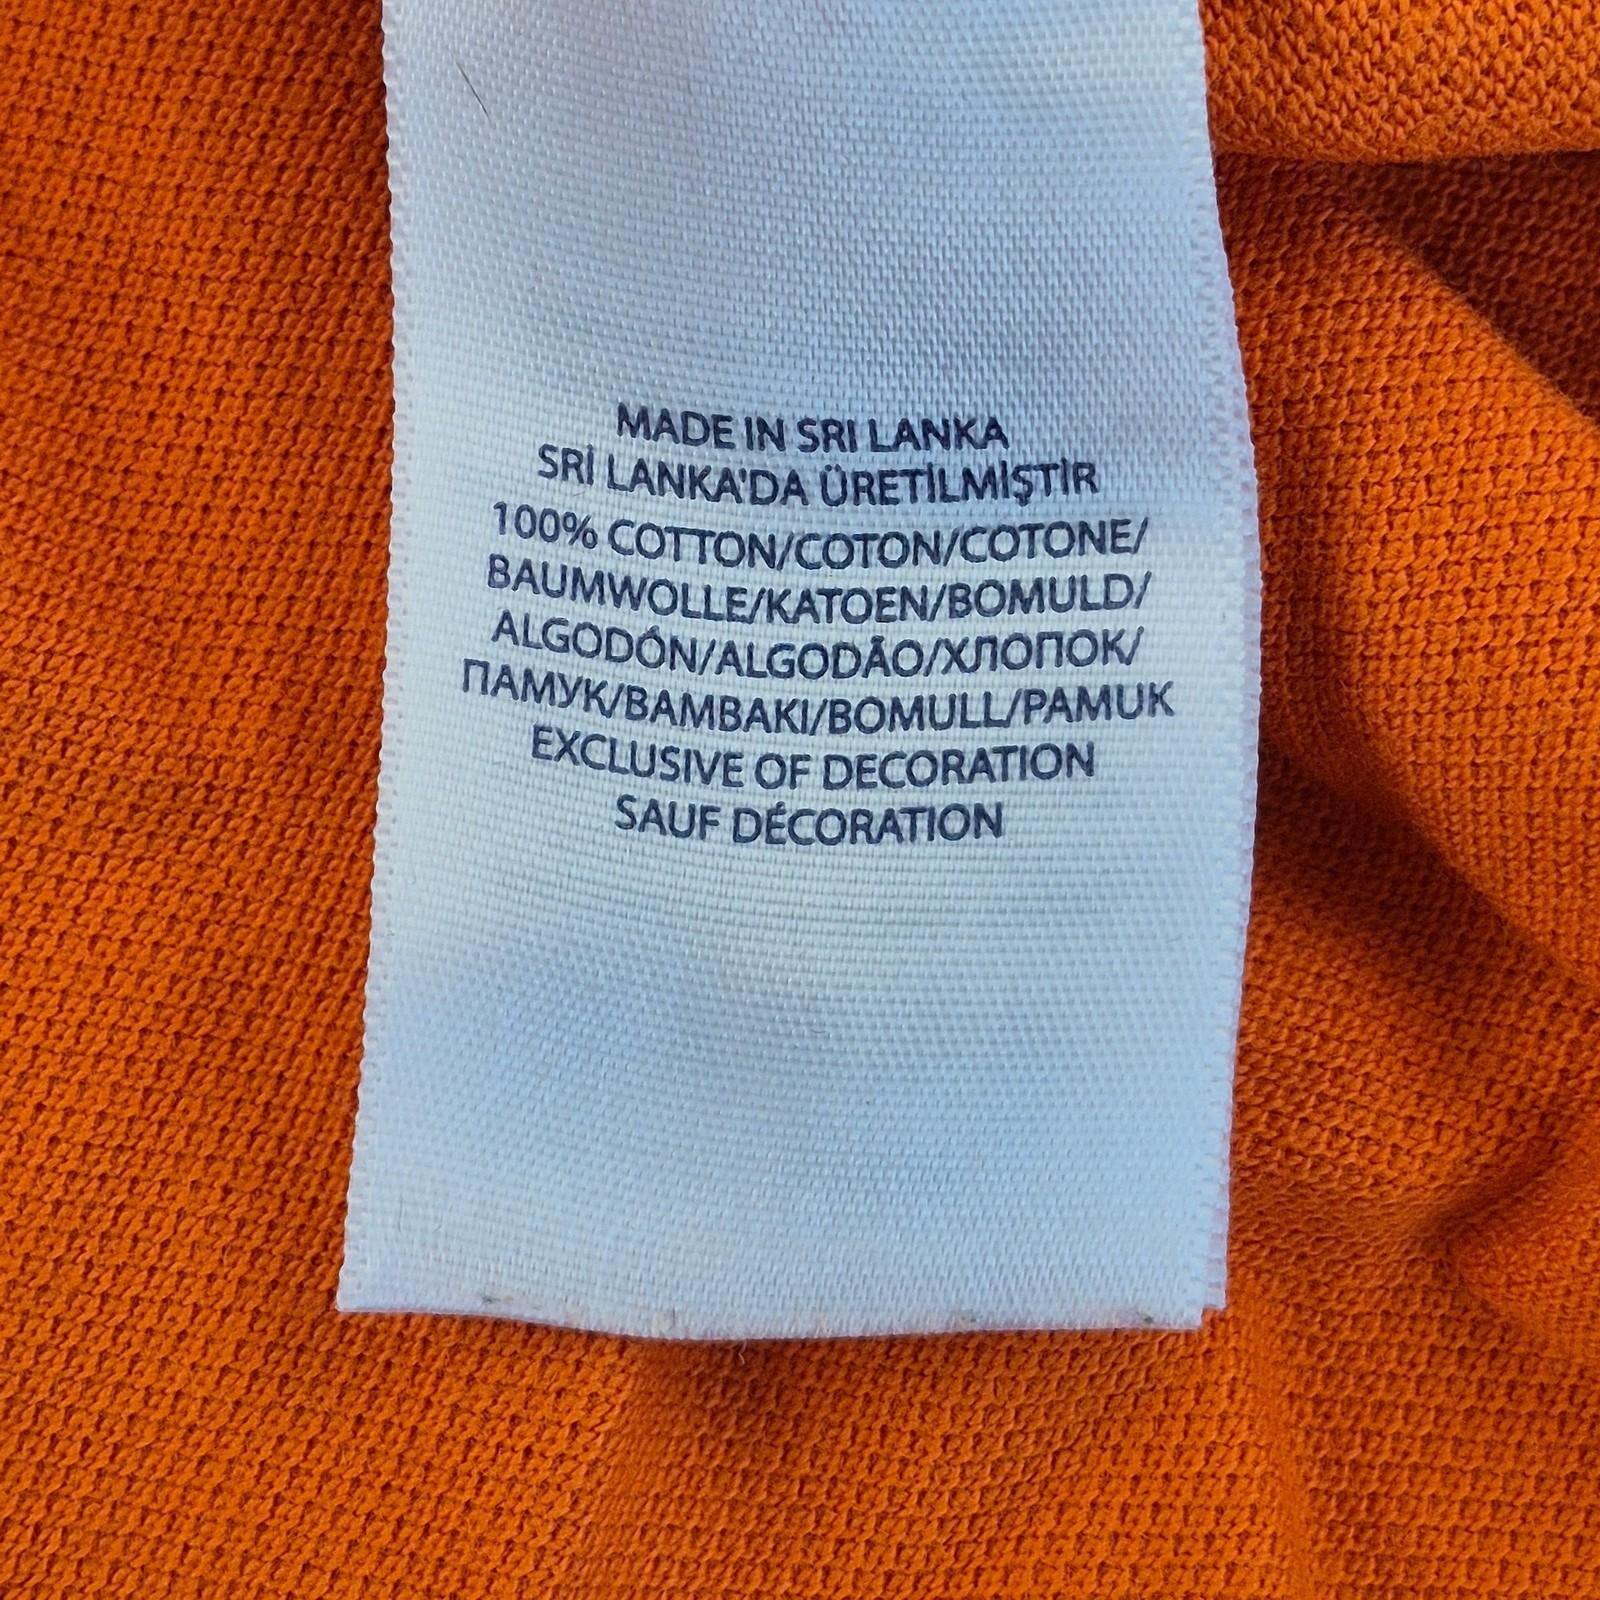 MADE IN SRI LANKA
SRİ LANKA'DA ÜRETİLMİŞTİR
100% COTTON/COTON/COTONE/
BAUMWOLLE/KATOEN/BOMULD/
ALGODÓN/ALGODÃO/ХЛОПОК/
ПАМУК/BAMBAKI/BOMULL/PAMUK
EXCLUSIVE OF DECORATION
SAUF DÉCORATION